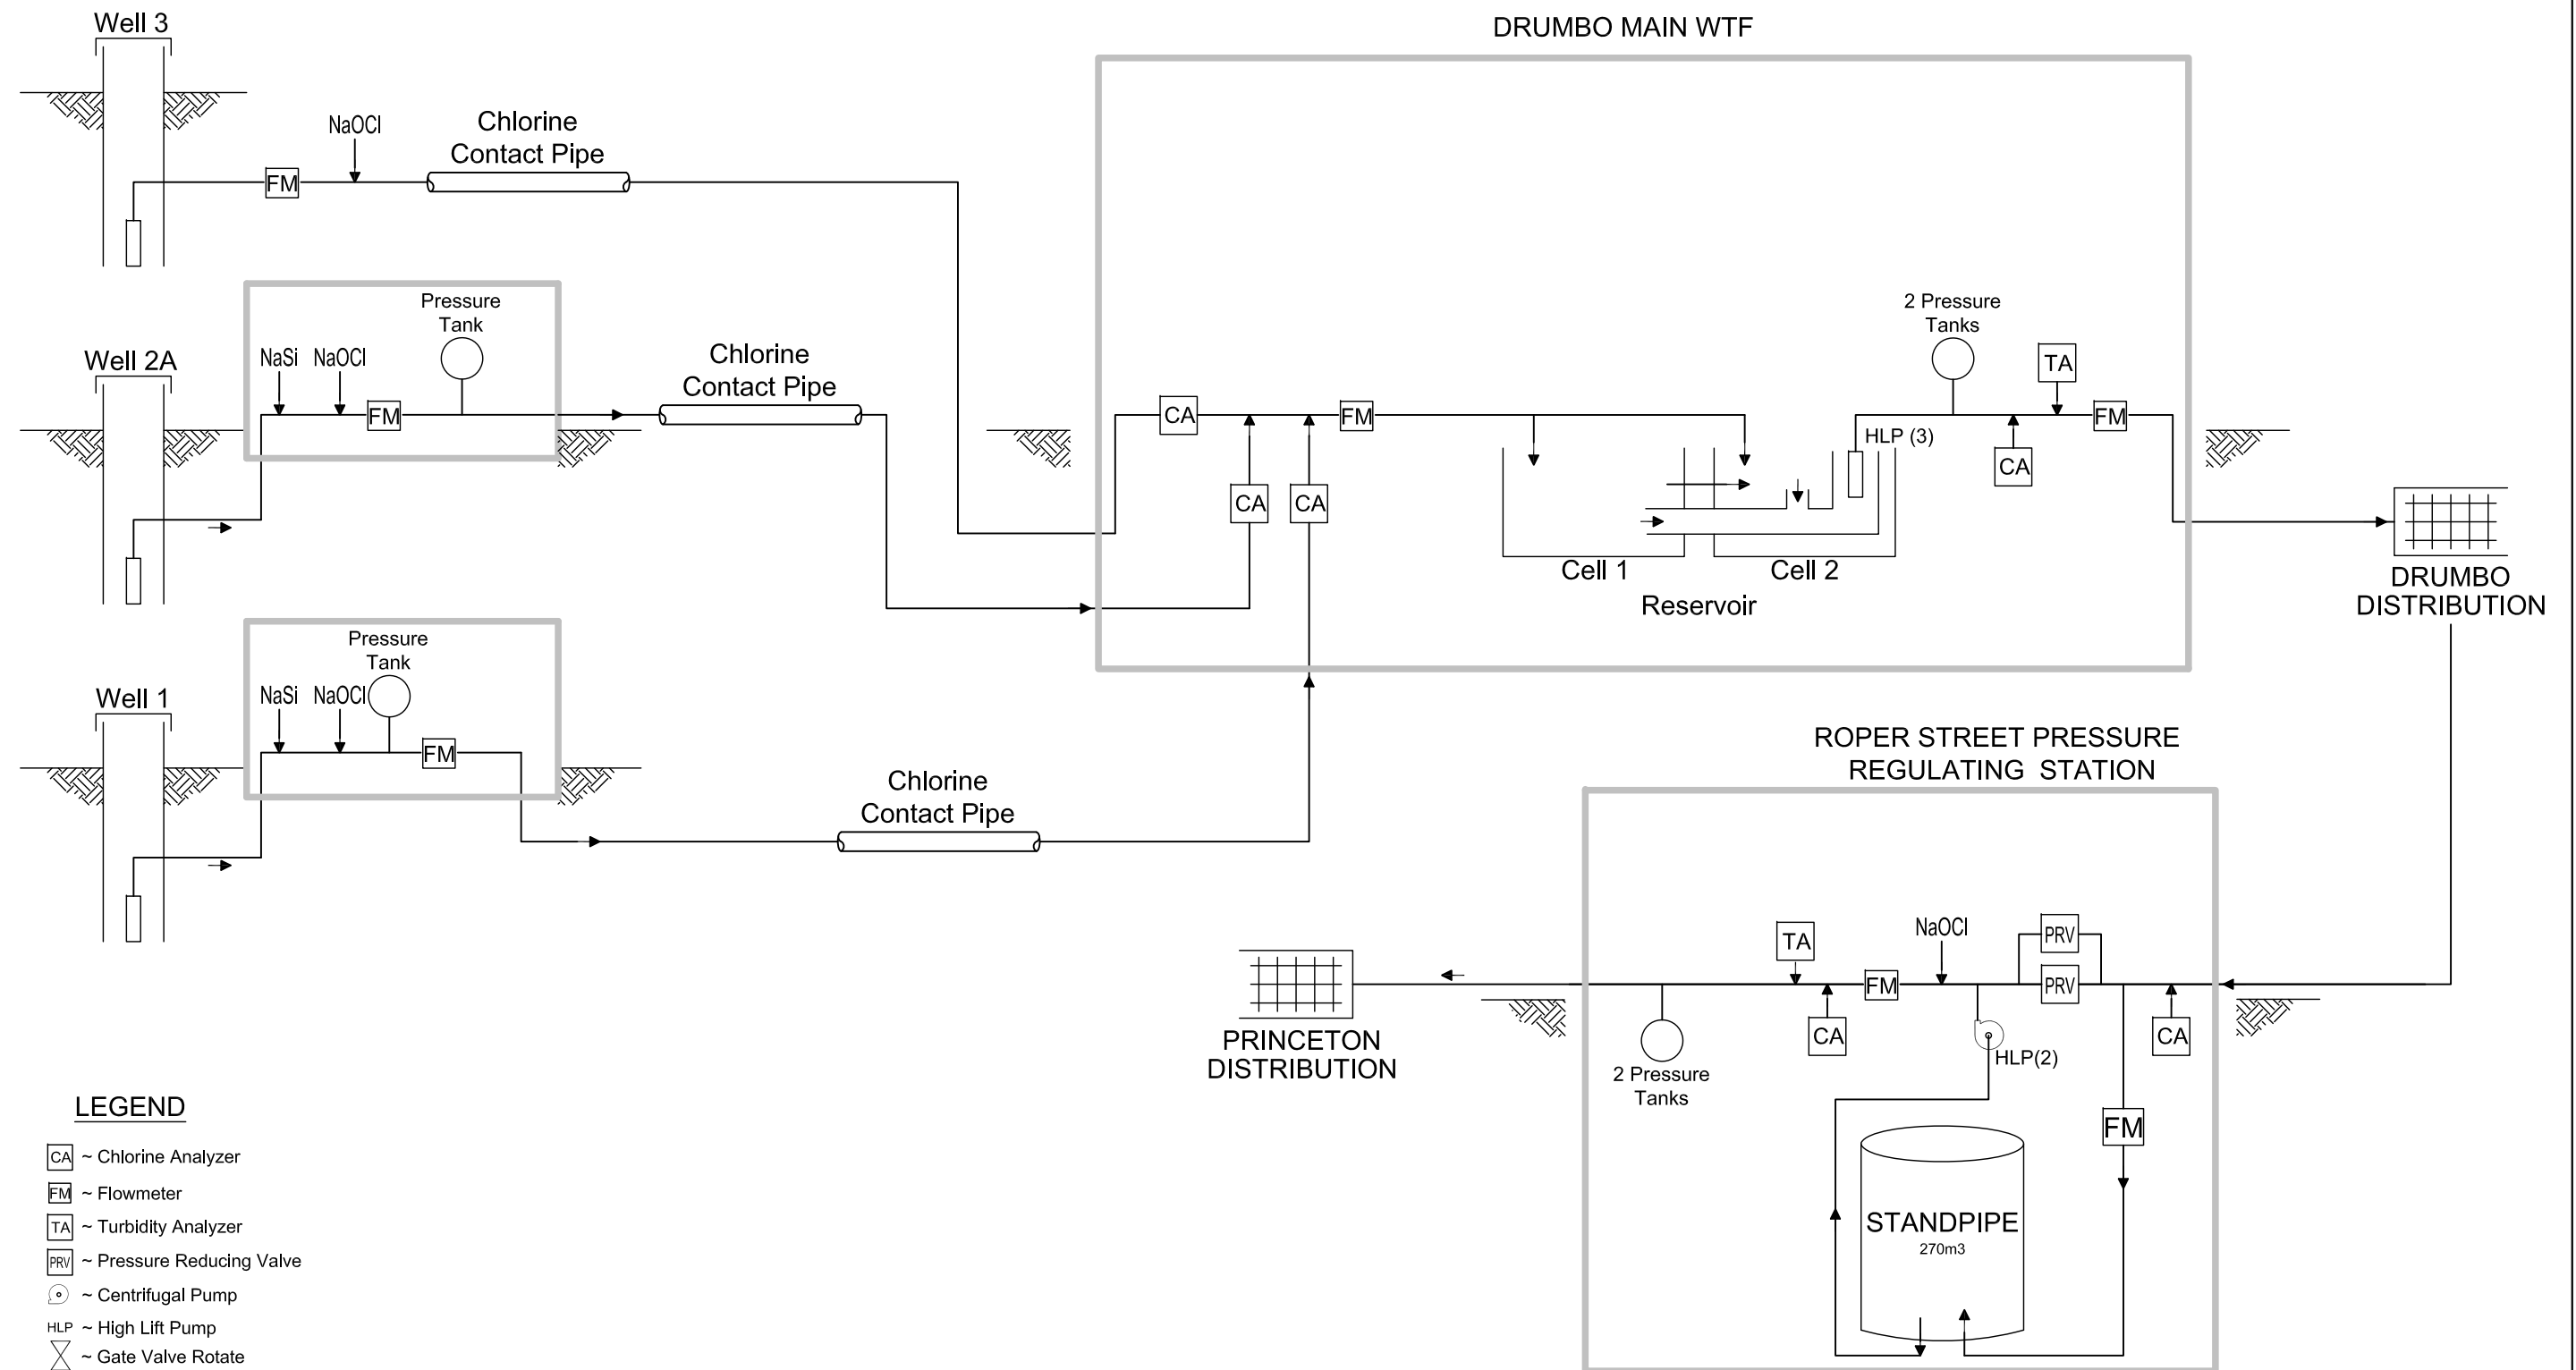 DRUMBO MAIN WTF
Well 3
NaOCl
Chlorine
Contact Pipe
FM
Well 2A
NaSi
NaOCl
Pressure
Tank
FM
Chlorine
Contact Pipe
Well 1
NaSi
NaOCl
Pressure
Tank
FM
Chlorine
Contact Pipe
CA
CA
CA
FM
Cell 1
Cell 2
Reservoir
HLP (3)
2 Pressure
Tanks
TA
CA
FM
DRUMBO
DISTRIBUTION
ROPER STREET PRESSURE
REGULATING STATION
PRV
PRV
CA
NaOCl
HLP(2)
FM
TA
CA
FM
2 Pressure
Tanks
STANDPIPE
270m3
PRINCETON
DISTRIBUTION
LEGEND
CA ~ Chlorine Analyzer
FM ~ Flowmeter
TA ~ Turbidity Analyzer
PRV ~ Pressure Reducing Valve
~ Centrifugal Pump
HLP ~ High Lift Pump
~ Gate Valve Rotate